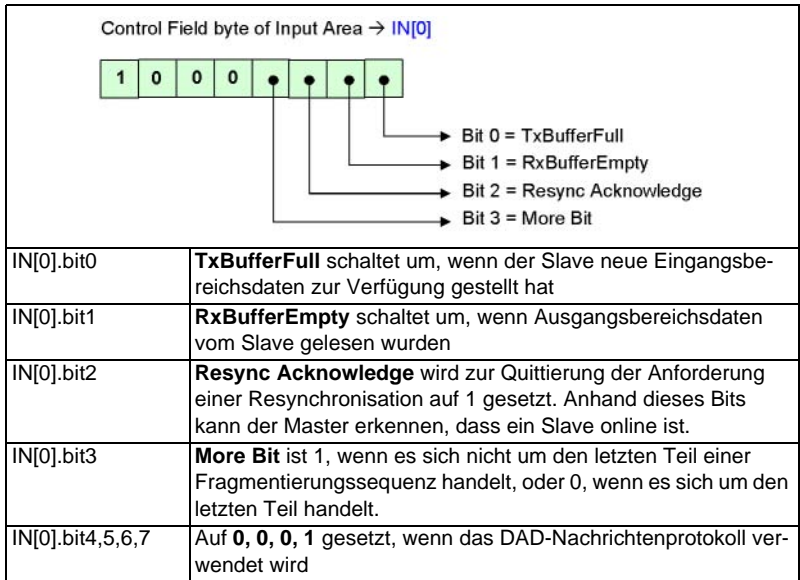 Control Field byte of Input Area → IN[0]
1 0 0 0
Bit 0 = TxBufferFull
Bit 1 = RxBufferEmpty
Bit 2 = Resync Acknowledge
Bit 3 = More Bit
IN[0].bit0
TxBufferFull schaltet um, wenn der Slave neue Eingangsbe-
reichsdaten zur Verfügung gestellt hat
IN[0].bit1
RxBufferEmpty schaltet um, wenn Ausgangsbereichsdaten
vom Slave gelesen wurden
IN[0].bit2
Resync Acknowledge wird zur Quittierung der Anforderung
einer Resynchronisation auf 1 gesetzt. Anhand dieses Bits
kann der Master erkennen, dass ein Slave online ist.
IN[0].bit3
More Bit ist 1, wenn es sich nicht um den letzten Teil einer
Fragmentierungssequenz handelt, oder 0, wenn es sich um den
letzten Teil handelt.
IN[0].bit4,5,6,7
Auf 0, 0, 0, 1 gesetzt, wenn das DAD-Nachrichtenprotokoll ver-
wendet wird